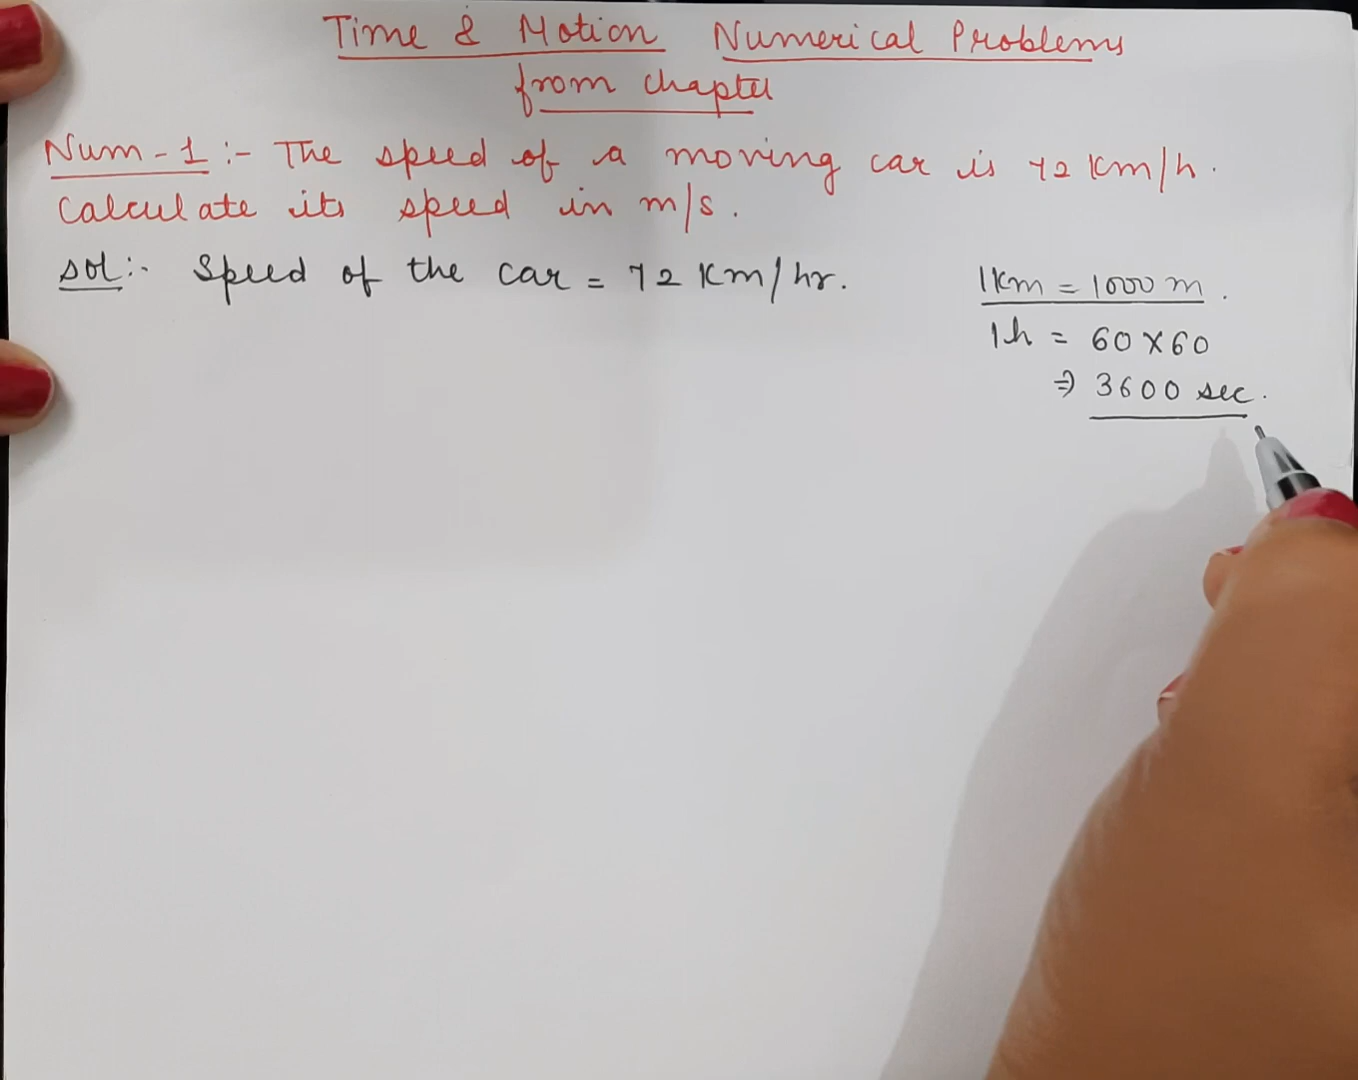 Time & Motion Numerical Problems
from chapter
Num-1:- The speed of a moving car is 72 km/h.
Calculate its speed in m/s.
sol:- Speed of the car = 72 Km/hr.
1Km = 1000 m.
1h = 60×60
⇒ 3600 sec.